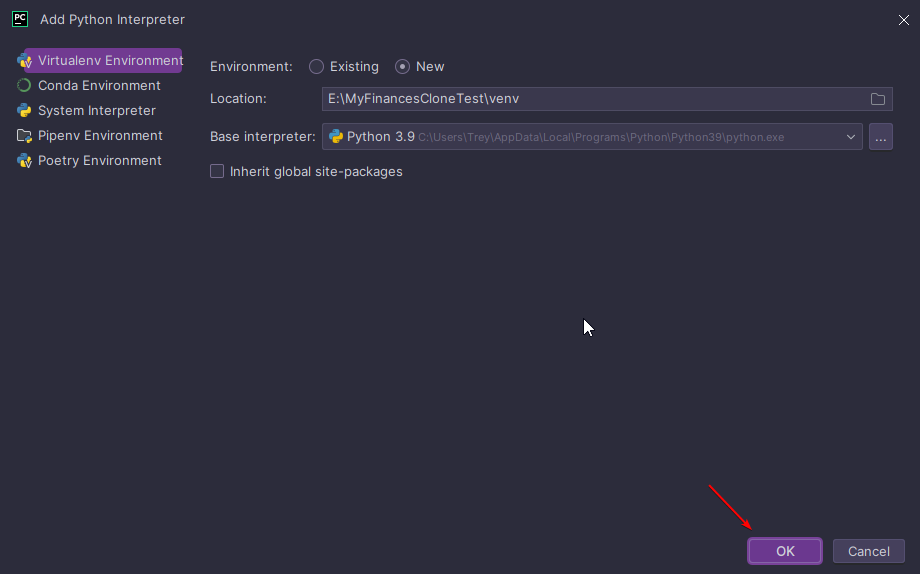 PC Add Python Interpreter
Virtualenv Environment
Conda Environment
System Interpreter
Pipenv Environment
Poetry Environment
Environment: Existing New
Location: E:\MyFinancesCloneTest\venv
Base interpreter: Python 3.9 C:\Users\Trey\AppData\Local\Programs\Python\Python39\python.exe ...
Inherit global site-packages
OK Cancel